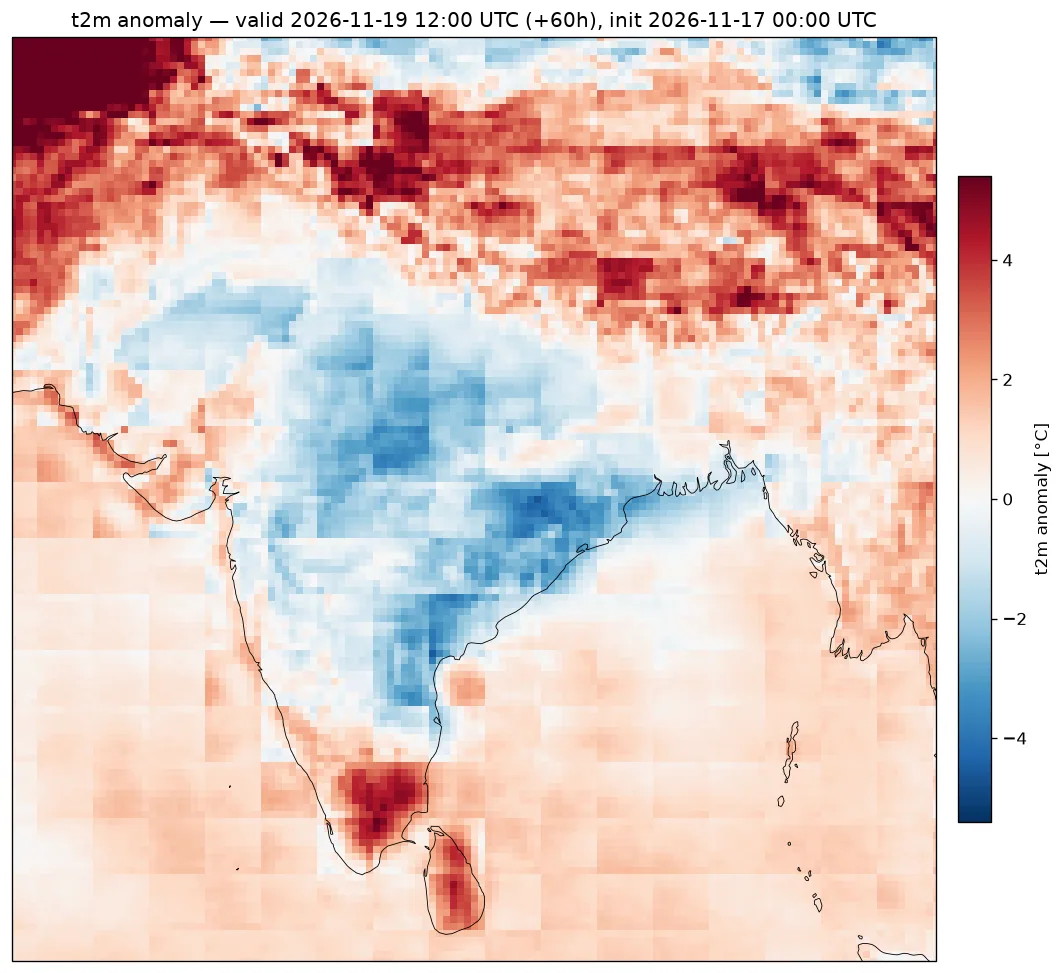 t2m anomaly — valid 2026-11-19 12:00 UTC (+60h), init 2026-11-17 00:00 UTC
4
2
0
−2
−4
t2m anomaly [°C]